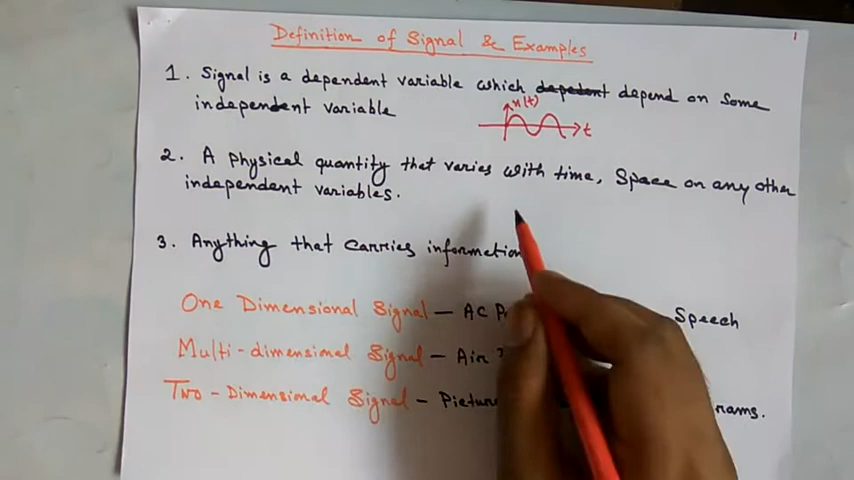 Definition of Signal & Examples
1
1. Signal is a dependent variable which depedent depend on some
independent variable
x(t)
t
2. A physical quantity that varies with time, Space or any other
independent variables.
3. Anything that carries information
One Dimensional Signal — AC Speech
Multi-dimensional Signal — Air
Two-Dimensional Signal —